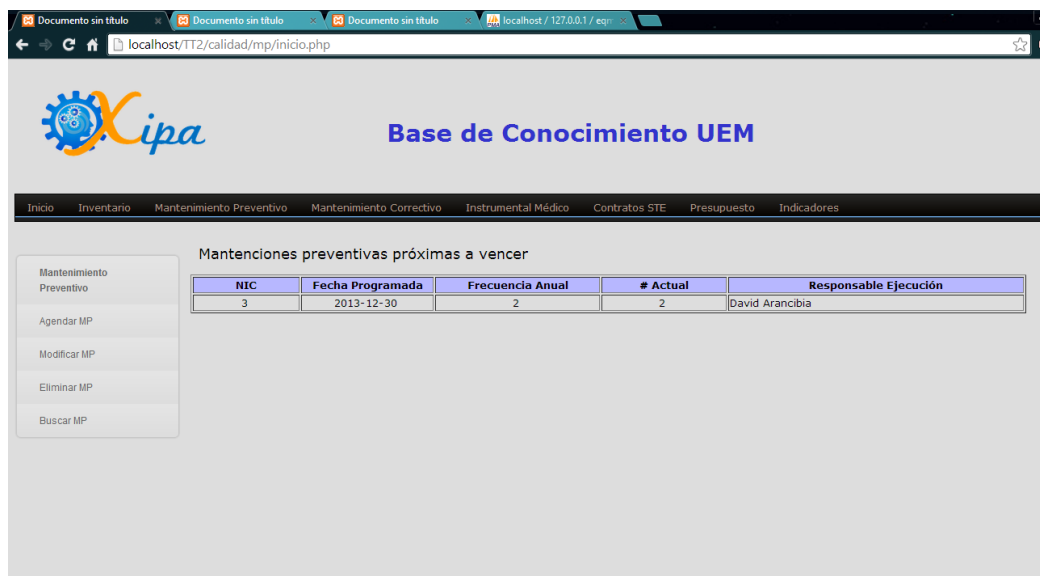 Documento sin título
Documento sin título
Documento sin título
localhost / 127.0.0.1 / eqm
localhost/TT2/calidad/mp/inicio.php
Xipa
Base de Conocimiento UEM
Inicio Inventario Mantenimiento Preventivo Mantenimiento Correctivo Instrumental Médico Contratos STE Presupuesto Indicadores
Mantenimiento
Preventivo
Agendar MP
Modificar MP
Eliminar MP
Buscar MP
Mantenciones preventivas próximas a vencer
NIC Fecha Programada Frecuencia Anual # Actual Responsable Ejecución
3 2013-12-30 2 2 David Arancibia